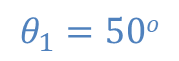 θ₁ = 50ᵒ